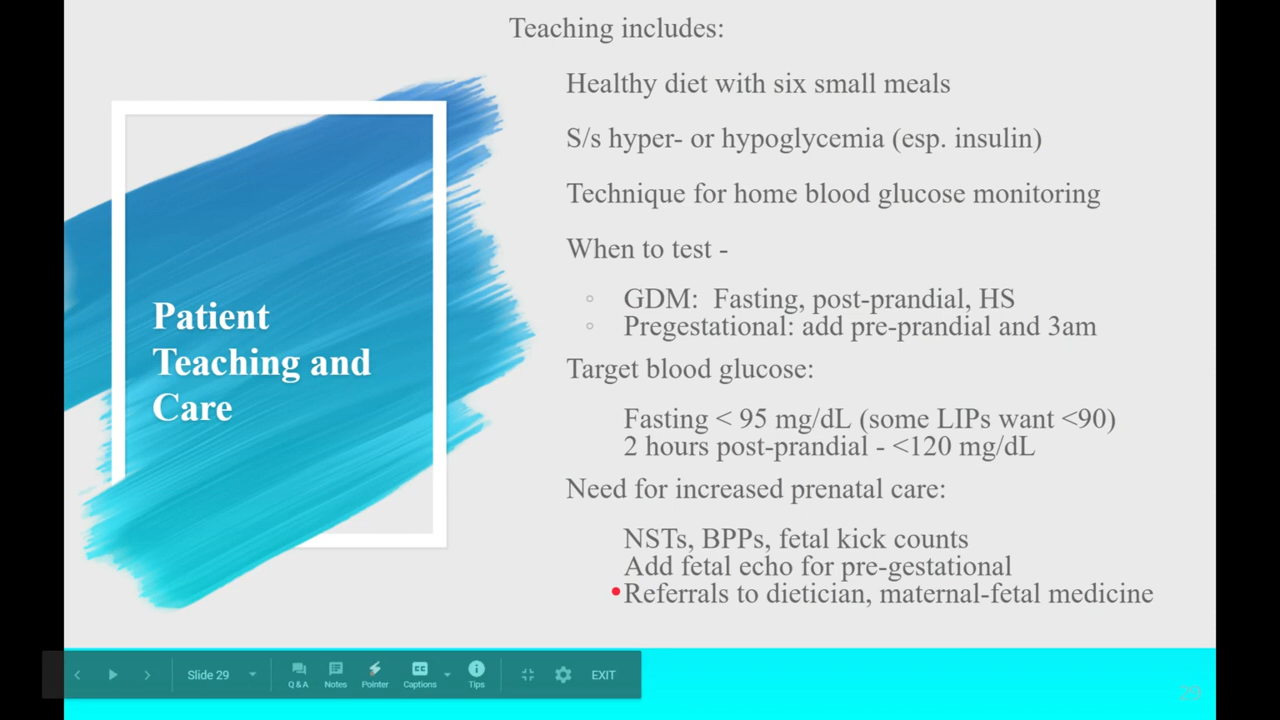 Teaching includes:
Healthy diet with six small meals
S/s hyper- or hypoglycemia (esp. insulin)
Technique for home blood glucose monitoring
When to test -
GDM:  Fasting, post-prandial, HS
Pregestational: add pre-prandial and 3am
Target blood glucose:
Fasting < 95 mg/dL (some LIPs want <90)
2 hours post-prandial - <120 mg/dL
Need for increased prenatal care:
NSTs, BPPs, fetal kick counts
Add fetal echo for pre-gestational
Referrals to dietician, maternal-fetal medicine
Patient
Teaching and
Care
Slide 29
Q & A
Notes
Pointer
CC
Captions
Tips
EXIT
29